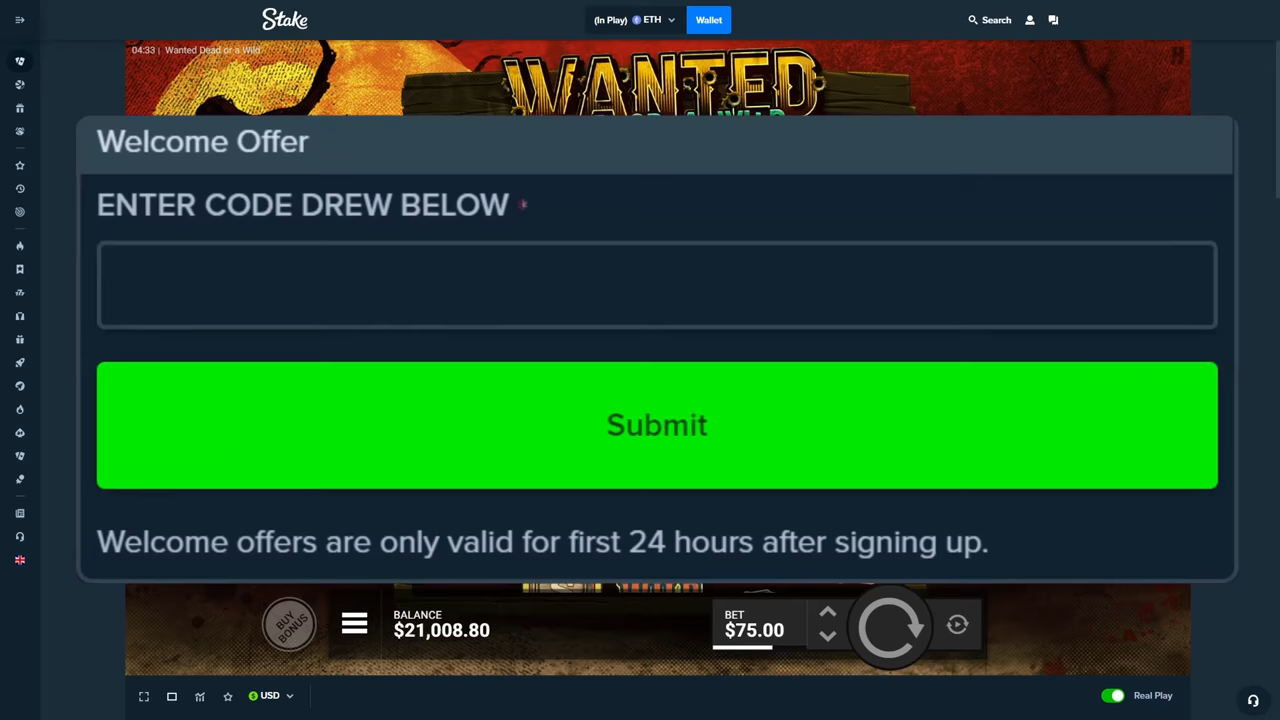 Stake
(In Play) ETH
Wallet
Search
04:33 | Wanted Dead or a Wild
WANTED
Welcome Offer
ENTER CODE DREW BELOW *
Submit
Welcome offers are only valid for first 24 hours after signing up.
BUY BONUS
BALANCE
$21,008.80
BET
$75.00
USD
Real Play